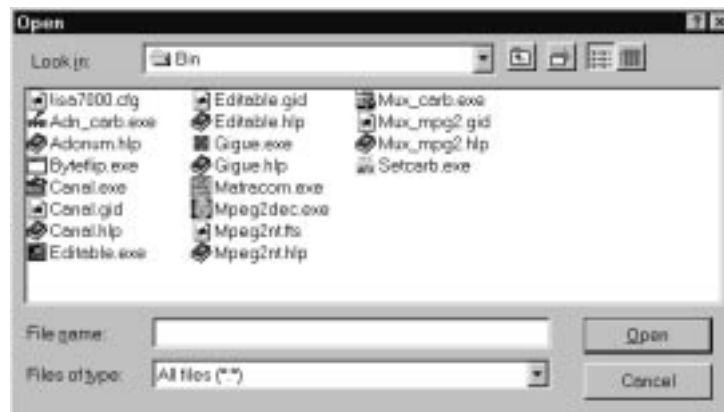 Open
Look in:
Bin
lisa7000.cfg
Adn_carb.exe
Adonum.hlp
Byteflip.exe
Canal.exe
Canal.gid
Canal.hlp
Editable.exe
Editable.gid
Editable.hlp
Gigue.exe
Gigue.hlp
Matracom.exe
Mpeg2dec.exe
Mpeg2nt.fts
Mpeg2nt.hlp
Mux_carb.exe
Mux_mpg2.gid
Mux_mpg2.hlp
Setcarb.exe
File name:
Open
Files of type:
All files (*.*)
Cancel